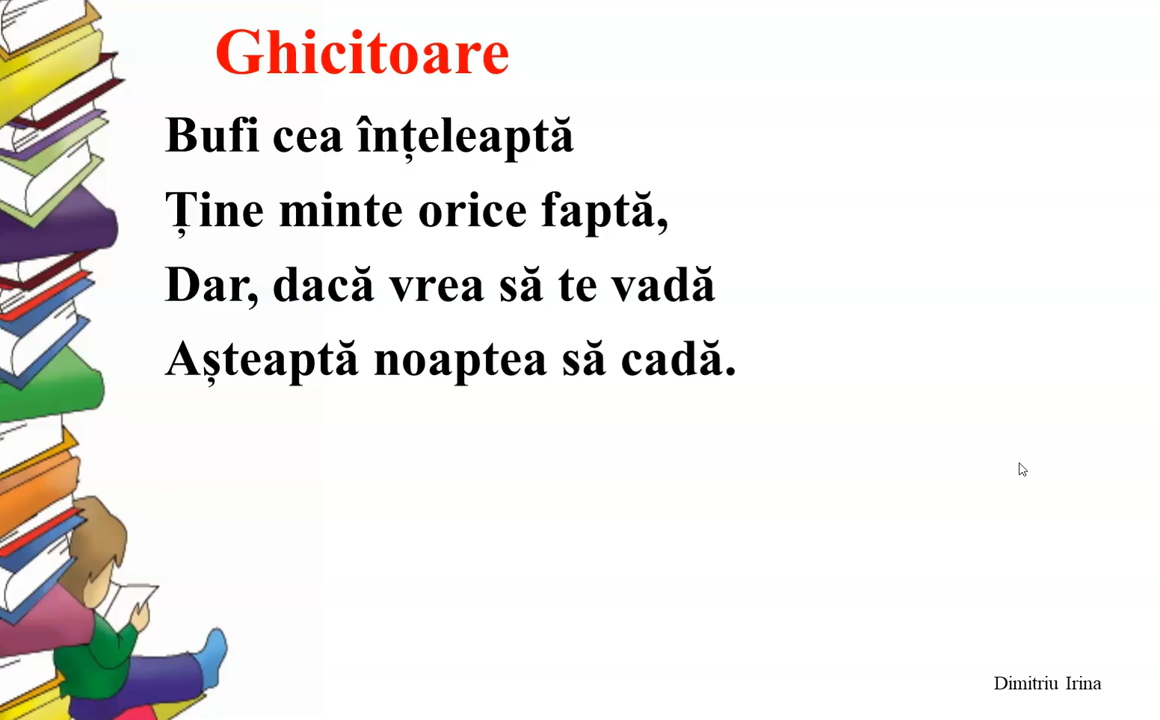 Ghicitoare
Bufi cea înțeleaptă
Ține minte orice faptă,
Dar, dacă vrea să te vadă
Așteaptă noaptea să cadă.
Dimitriu Irina